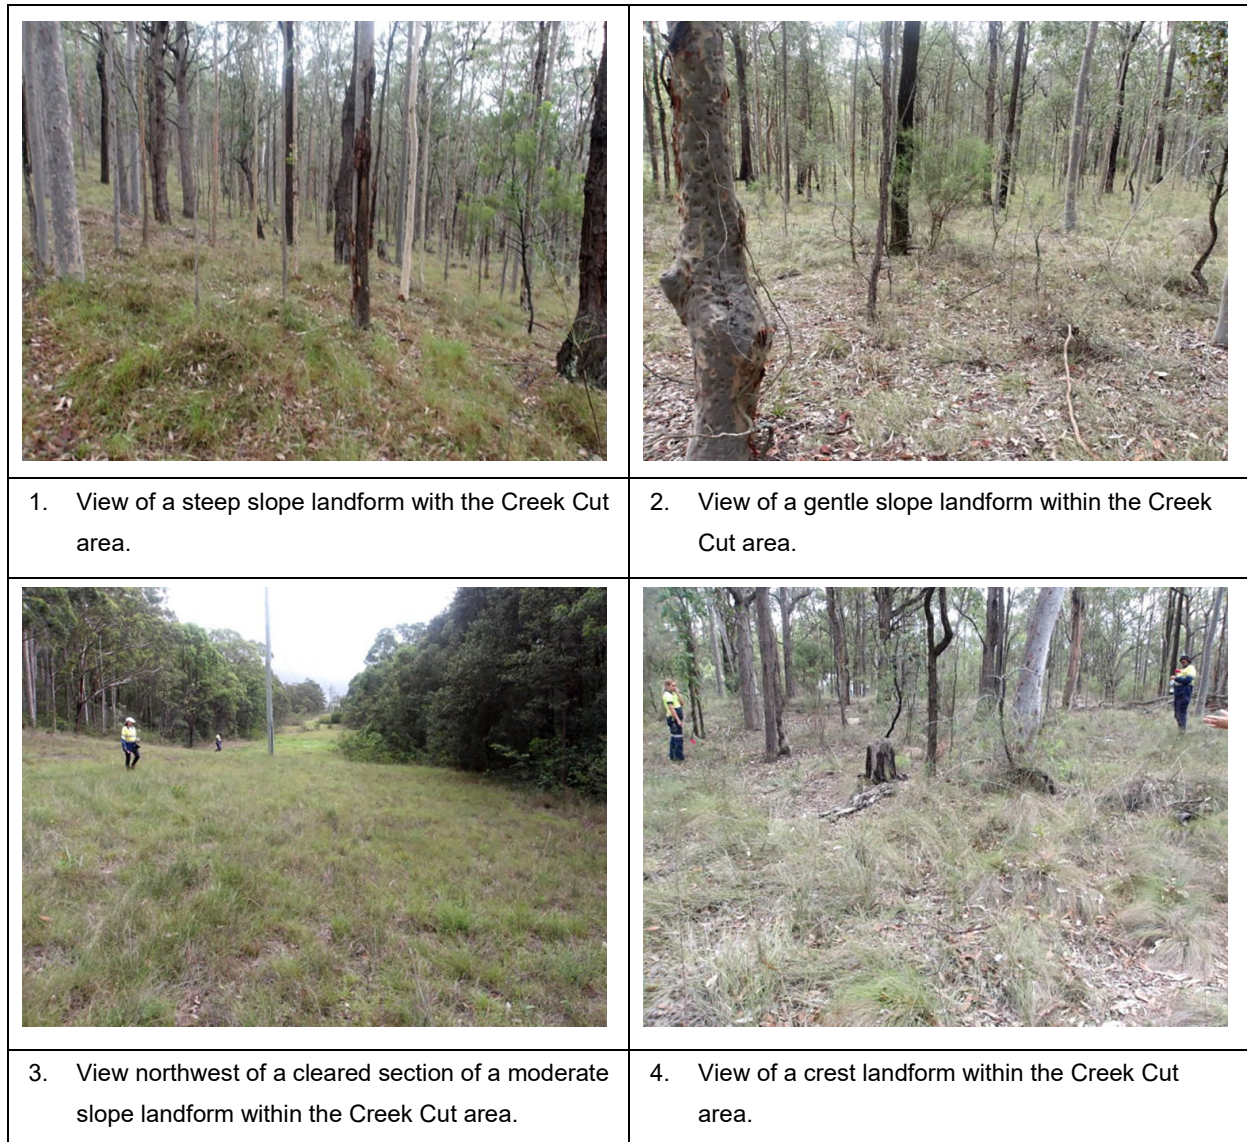 1. View of a steep slope landform with the Creek Cut
area.
2. View of a gentle slope landform within the Creek
Cut area.
3. View northwest of a cleared section of a moderate
slope landform within the Creek Cut area.
4. View of a crest landform within the Creek Cut
area.